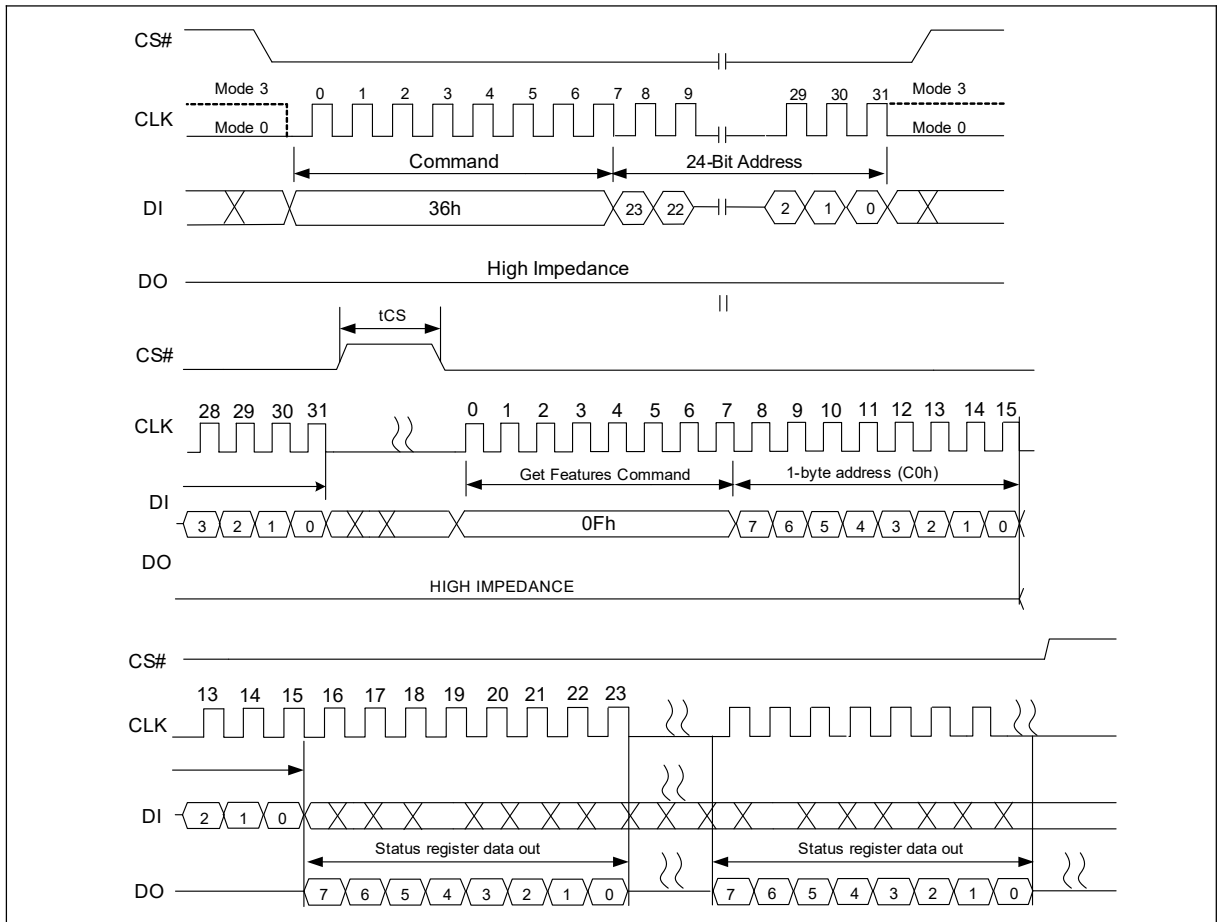 CS#
Mode 3 0 1 2 3 4 5 6 7 8 9 29 30 31 Mode 3
CLK
Mode 0 Mode 0
Command 24-Bit Address
DI 36h 23 22 2 1 0
High Impedance
DO
tCS
CS#
28 29 30 31 0 1 2 3 4 5 6 7 8 9 10 11 12 13 14 15
CLK
Get Features Command 1-byte address (C0h)
DI
3 2 1 0 0Fh 7 6 5 4 3 2 1 0
DO
HIGH IMPEDANCE
CS#
13 14 15 16 17 18 19 20 21 22 23
CLK
DI 2 1 0
Status register data out Status register data out
DO 7 6 5 4 3 2 1 0 7 6 5 4 3 2 1 0